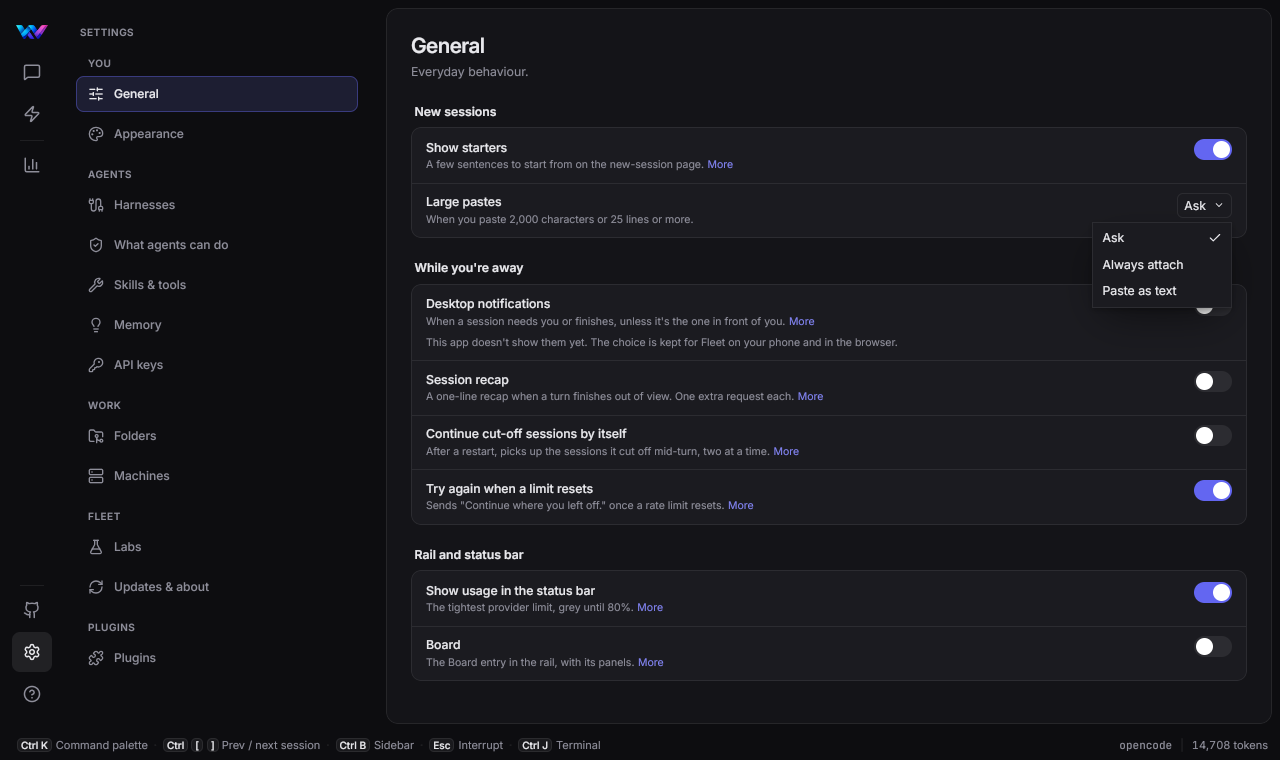 SETTINGS
YOU
General
Appearance
AGENTS
Harnesses
What agents can do
Skills & tools
Memory
API keys
WORK
Folders
Machines
FLEET
Labs
Updates & about
PLUGINS
Plugins
General
Everyday behaviour.
New sessions
Show starters
A few sentences to start from on the new-session page. More
Large pastes
When you paste 2,000 characters or 25 lines or more.
Ask
Ask
Always attach
Paste as text
While you're away
Desktop notifications
When a session needs you or finishes, unless it's the one in front of you. More
This app doesn't show them yet. The choice is kept for Fleet on your phone and in the browser.
Session recap
A one-line recap when a turn finishes out of view. One extra request each. More
Continue cut-off sessions by itself
After a restart, picks up the sessions it cut off mid-turn, two at a time. More
Try again when a limit resets
Sends "Continue where you left off." once a rate limit resets. More
Rail and status bar
Show usage in the status bar
The tightest provider limit, grey until 80%. More
Board
The Board entry in the rail, with its panels. More
Ctrl K Command palette · Ctrl [ ] Prev / next session · Ctrl B Sidebar · Esc Interrupt · Ctrl J Terminal
opencode | 14,708 tokens